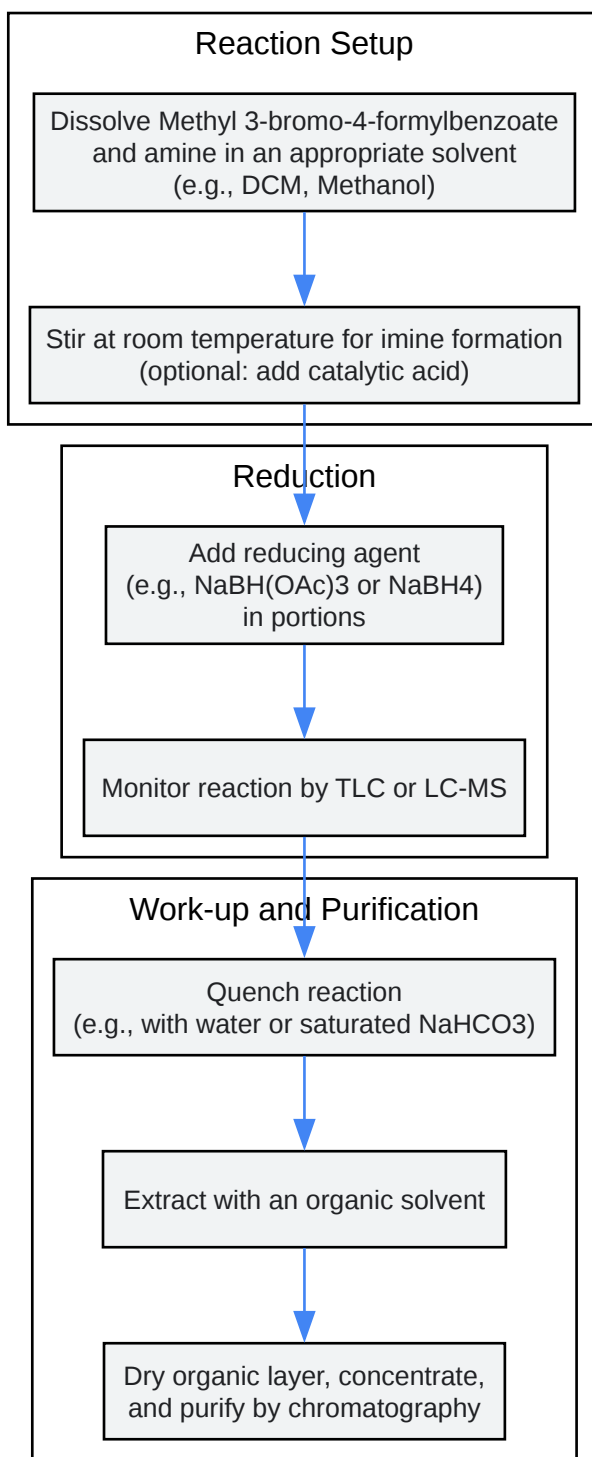 Reaction Setup
Dissolve Methyl 3-bromo-4-formylbenzoate
and amine in an appropriate solvent
(e.g., DCM, Methanol)
Stir at room temperature for imine formation
(optional: add catalytic acid)
Reduction
Add reducing agent
(e.g., NaBH(OAc)3 or NaBH4)
in portions
Monitor reaction by TLC or LC-MS
Work-up and Purification
Quench reaction
(e.g., with water or saturated NaHCO3)
Extract with an organic solvent
Dry organic layer, concentrate,
and purify by chromatography